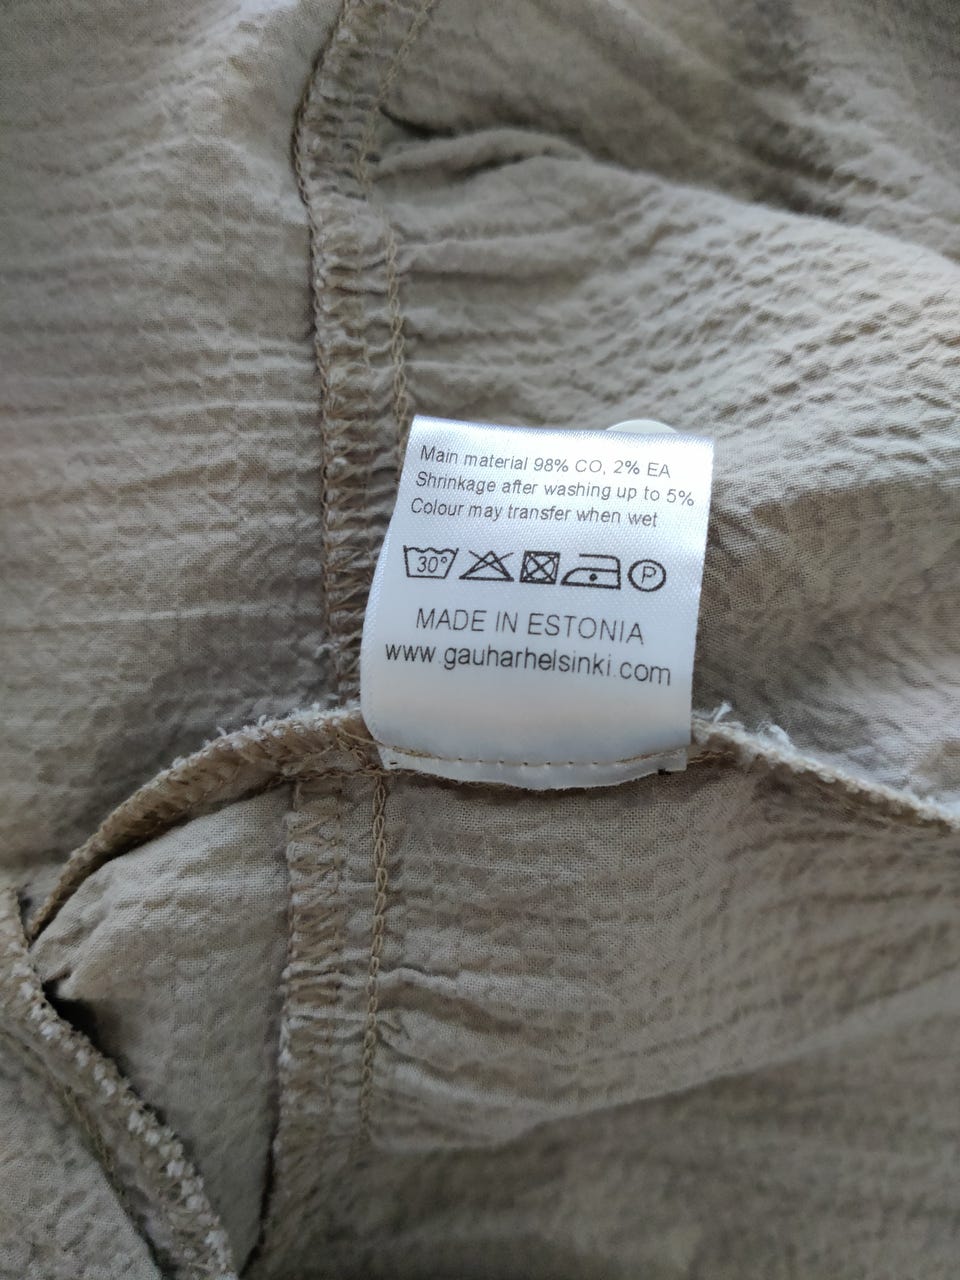 Main material 98% CO, 2% EA
Shrinkage after washing up to 5%
Colour may transfer when wet
30° P
MADE IN ESTONIA
www.gauharhelsinki.com